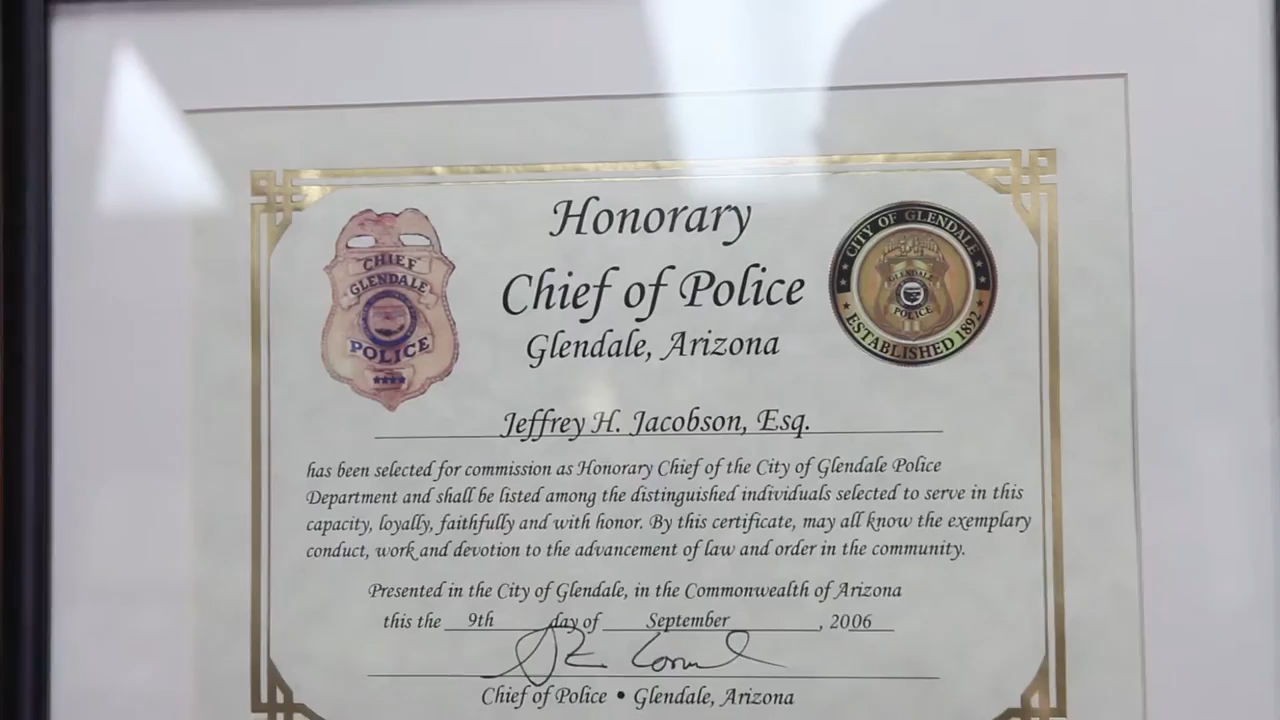 Honorary
Chief of Police
Glendale, Arizona
CHIEF
GLENDALE
POLICE
CITY OF GLENDALE
GLENDALE
POLICE
ESTABLISHED 1892
Jeffrey H. Jacobson, Esq.
has been selected for commission as Honorary Chief of the City of Glendale Police
Department and shall be listed among the distinguished individuals selected to serve in this
capacity, loyally, faithfully and with honor. By this certificate, may all know the exemplary
conduct, work and devotion to the advancement of law and order in the community.
Presented in the City of Glendale, in the Commonwealth of Arizona
this the 9th day of September, 2006
Chief of Police • Glendale, Arizona